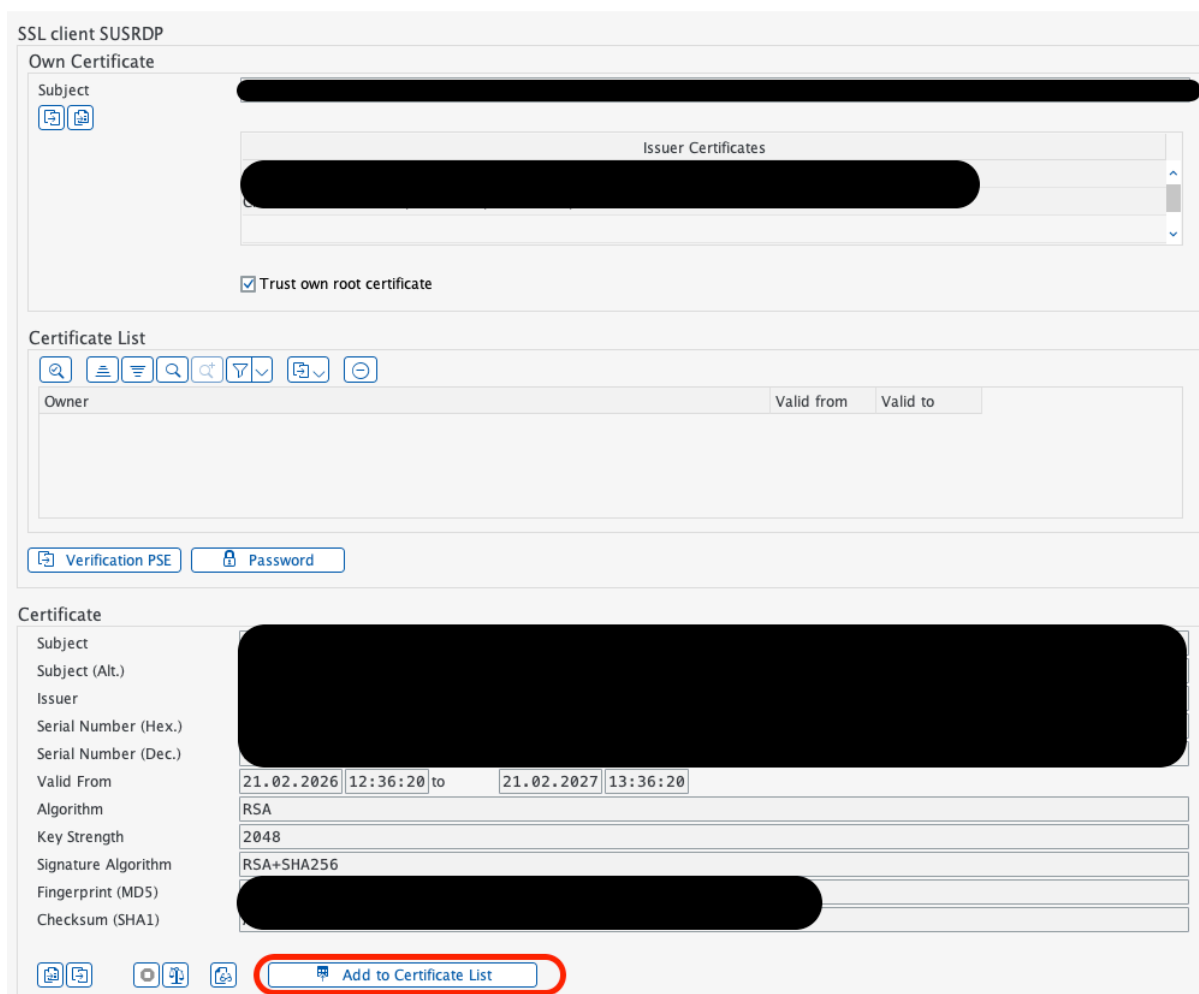 SSL client SUSRDP
Own Certificate
Subject
Issuer Certificates
Trust own root certificate
Certificate List
Owner Valid from Valid to
Verification PSE Password
Certificate
Subject
Subject (Alt.)
Issuer
Serial Number (Hex.)
Serial Number (Dec.)
Valid From 21.02.2026 12:36:20 to 21.02.2027 13:36:20
Algorithm RSA
Key Strength 2048
Signature Algorithm RSA+SHA256
Fingerprint (MD5)
Checksum (SHA1)
Add to Certificate List